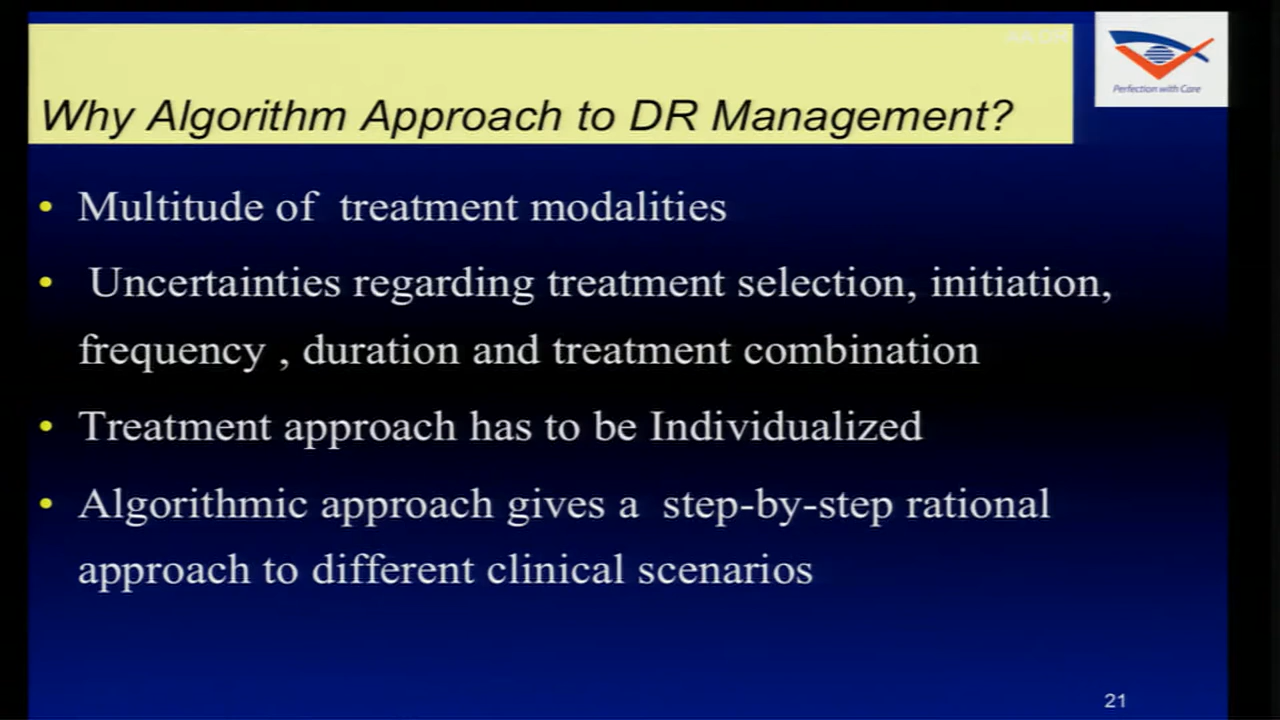 Why Algorithm Approach to DR Management?
Perfection with Care
• Multitude of treatment modalities
• Uncertainties regarding treatment selection, initiation,
frequency , duration and treatment combination
• Treatment approach has to be Individualized
• Algorithmic approach gives a step-by-step rational
approach to different clinical scenarios
21